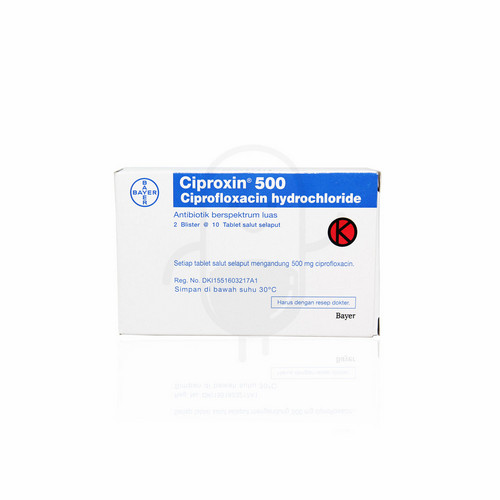 BAYER
BAYER
Ciproxin® 500
Ciprofloxacin hydrochloride
Antibiotik berspektrum luas
2 Blister @ 10 Tablet salut selaput
K
Setiap tablet salut selaput mengandung 500 mg ciprofloxacin.
Reg. No. DKI1551603217A1
Simpan di bawah suhu 30°C
Harus dengan resep dokter.
Bayer